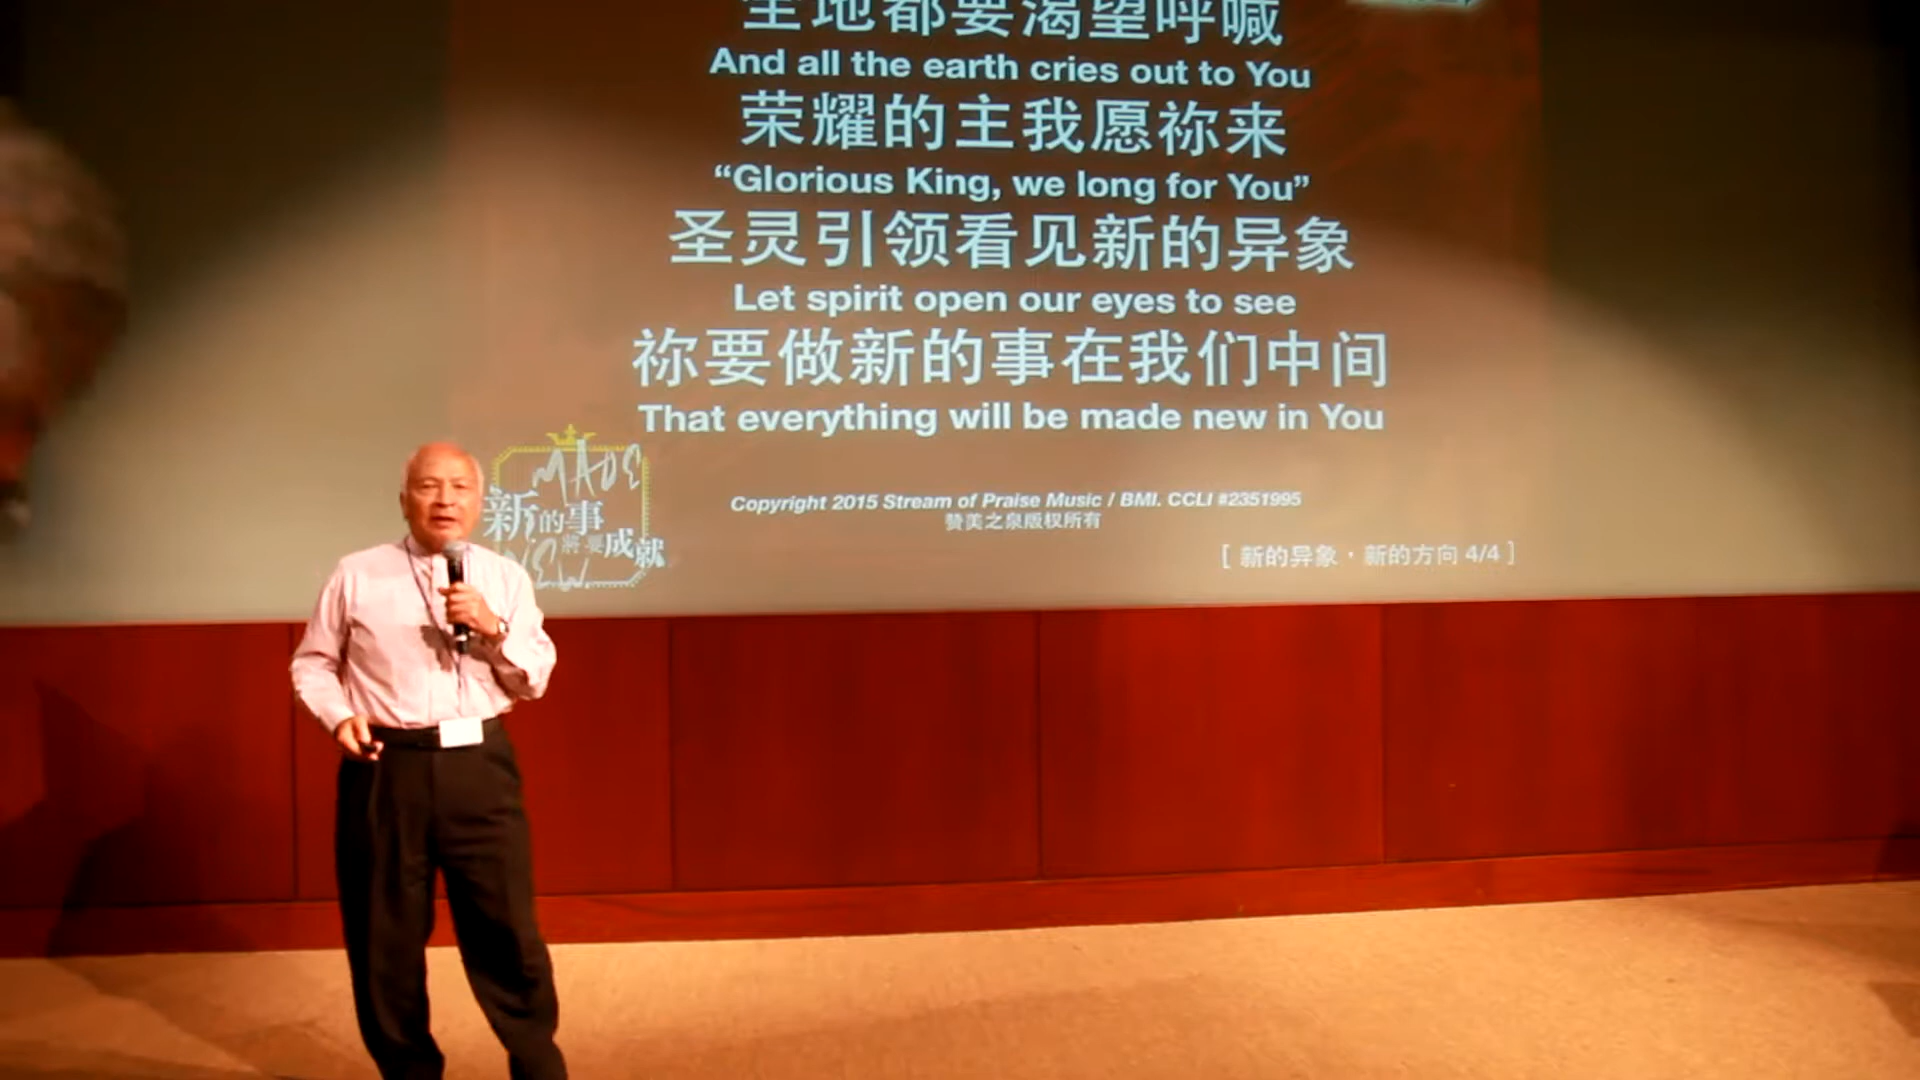 全地都要渴望呼喊
And all the earth cries out to You
荣耀的主我愿祢来
“Glorious King, we long for You”
圣灵引领看见新的异象
Let spirit open our eyes to see
祢要做新的事在我们中间
That everything will be made new in You
MADE
新的事
將要成就
NEW
Copyright 2015 Stream of Praise Music / BMI. CCLI #2351995
赞美之泉版权所有
[ 新的异象 · 新的方向 4/4 ]